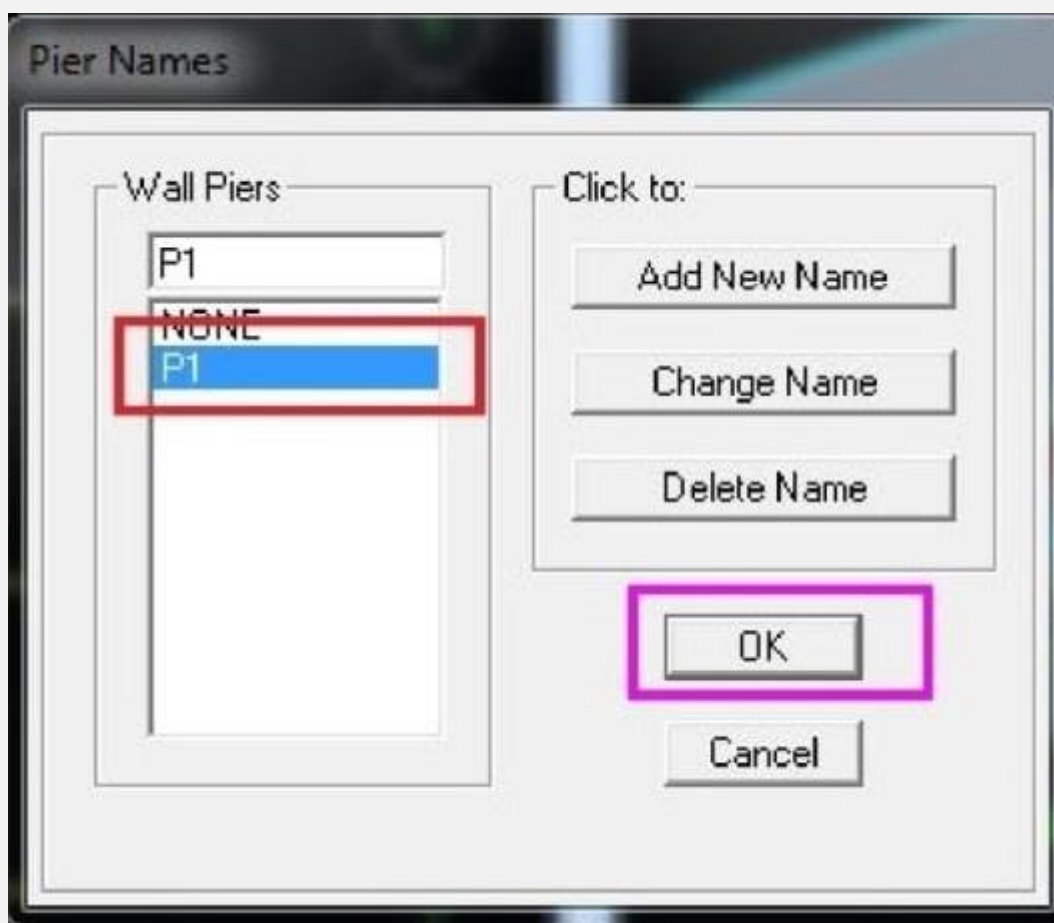 Pier Names
Wall Piers
P1
NONE
P1
Click to:
Add New Name
Change Name
Delete Name
OK
Cancel